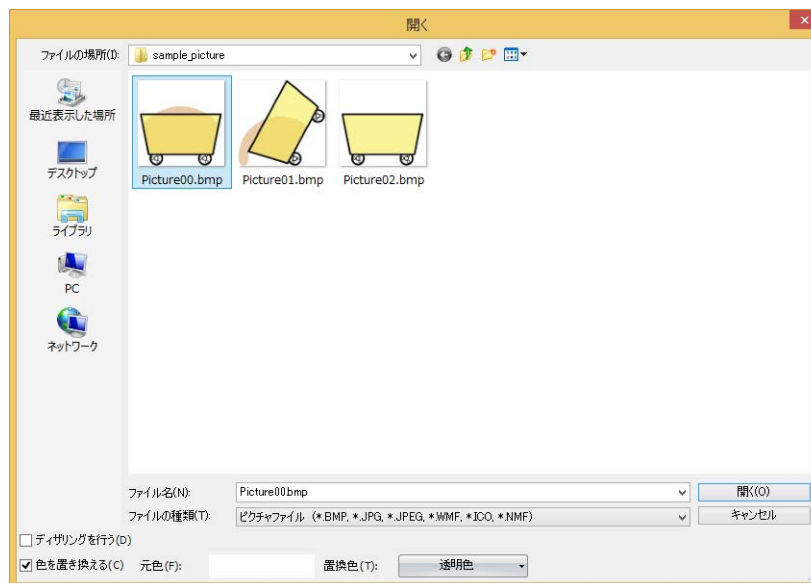 開く
ファイルの場所(I):
sample_picture
最近表示した場所
デスクトップ
ライブラリ
PC
ネットワーク
Picture00.bmp
Picture01.bmp
Picture02.bmp
ファイル名(N):
Picture00.bmp
開く(O)
ファイルの種類(T):
ピクチャファイル (*.BMP, *.JPG, *.JPEG, *.WMF, *.ICO, *.NMF)
キャンセル
ディザリングを行う(D)
色を置き換える(C)
元色(F):
置換色(T):
透明色